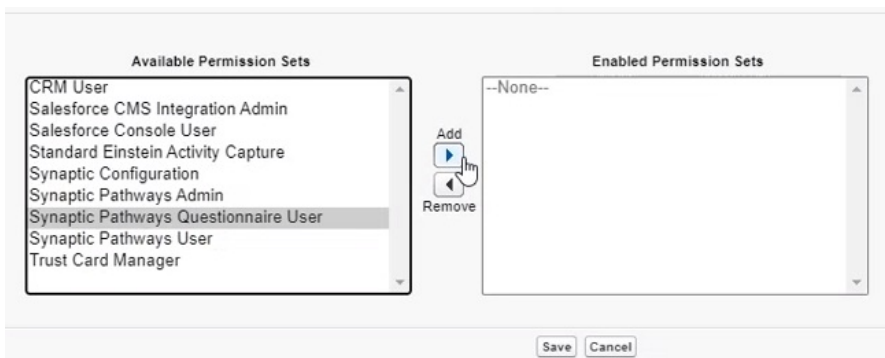 Available Permission Sets
Enabled Permission Sets
CRM User
Salesforce CMS Integration Admin
Salesforce Console User
Standard Einstein Activity Capture
Synaptic Configuration
Synaptic Pathways Admin
Synaptic Pathways Questionnaire User
Synaptic Pathways User
Trust Card Manager
Add
Remove
--None--
Save
Cancel